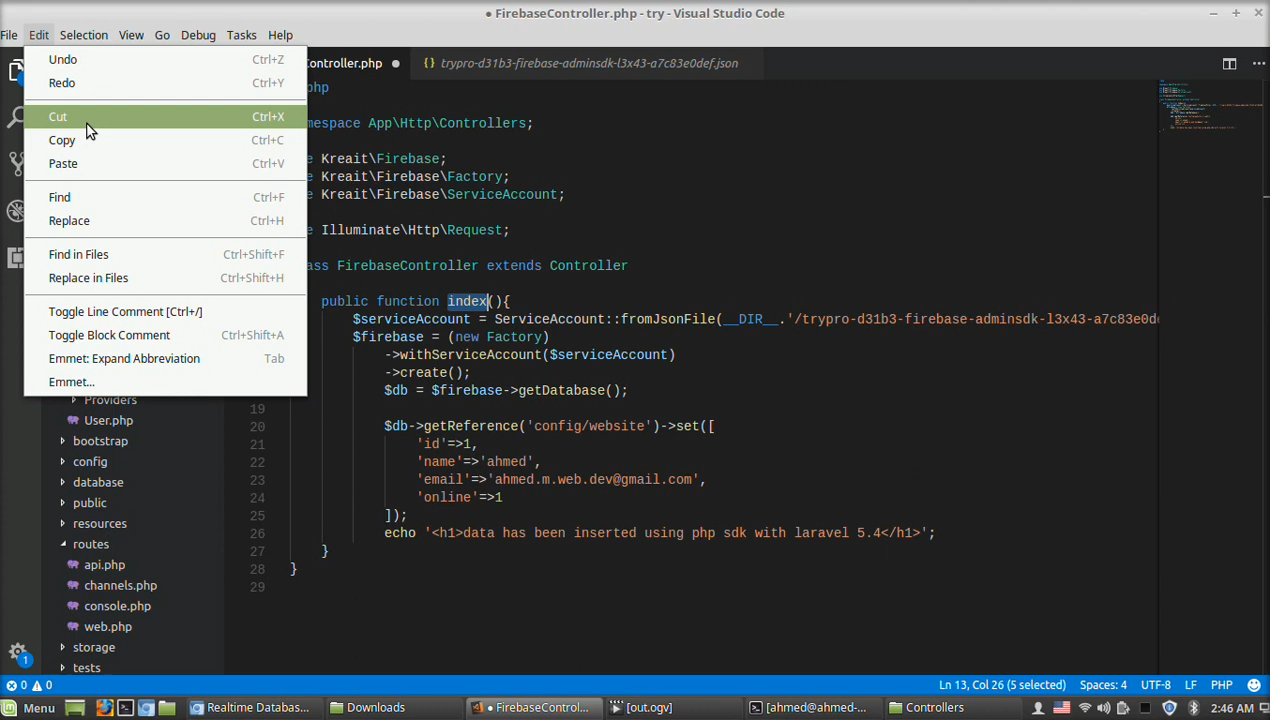 ● FirebaseController.php - try - Visual Studio Code
File Edit Selection View Go Debug Tasks Help
Undo Ctrl+Z
Redo Ctrl+Y
Cut Ctrl+X
Copy Ctrl+C
Paste Ctrl+V
Find Ctrl+F
Replace Ctrl+H
Find in Files Ctrl+Shift+F
Replace in Files Ctrl+Shift+H
Toggle Line Comment [Ctrl+/]
Toggle Block Comment Ctrl+Shift+A
Emmet: Expand Abbreviation Tab
Emmet...
Providers
User.php
bootstrap
config
database
public
resources
routes
api.php
channels.php
console.php
web.php
storage
tests
1
ontroller.php ● {} trypro-d31b3-firebase-adminsdk-l3x43-a7c83e0def.json
php
mespace App\Http\Controllers;
e Kreait\Firebase;
e Kreait\Firebase\Factory;
e Kreait\Firebase\ServiceAccount;
e Illuminate\Http\Request;
ass FirebaseController extends Controller
public function index(){
$serviceAccount = ServiceAccount::fromJsonFile(__DIR__.'/trypro-d31b3-firebase-adminsdk-l3x43-a7c83e0de
$firebase = (new Factory)
->withServiceAccount($serviceAccount)
->create();
$db = $firebase->getDatabase();
19
20 $db->getReference('config/website')->set([
21 'id'=>1,
22 'name'=>'ahmed',
23 'email'=>'ahmed.m.web.dev@gmail.com',
24 'online'=>1
25 ]);
26 echo '<h1>data has been inserted using php sdk with laravel 5.4</h1>';
27 }
28 }
29
0 0 Ln 13, Col 26 (5 selected) Spaces: 4 UTF-8 LF PHP
Menu Realtime Databas... Downloads ● FirebaseControl... [out.ogv] [ahmed@ahmed-... Controllers 2:46 AM